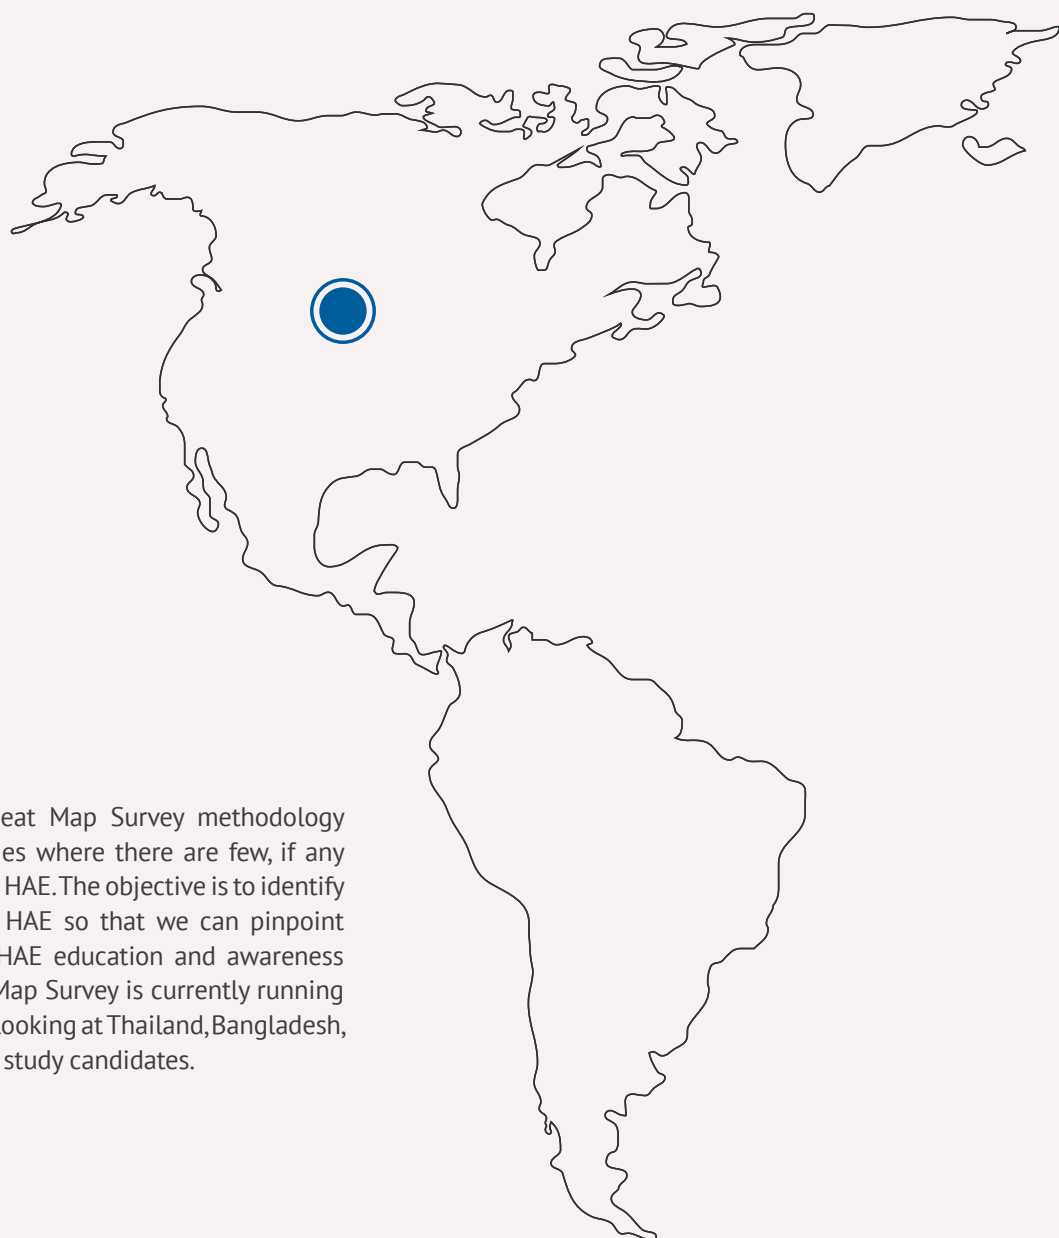 eat Map Survey methodology
es where there are few, if any
HAE. The objective is to identify
HAE so that we can pinpoint
HAE education and awareness
Map Survey is currently running
ooking at Thailand, Bangladesh,
study candidates.